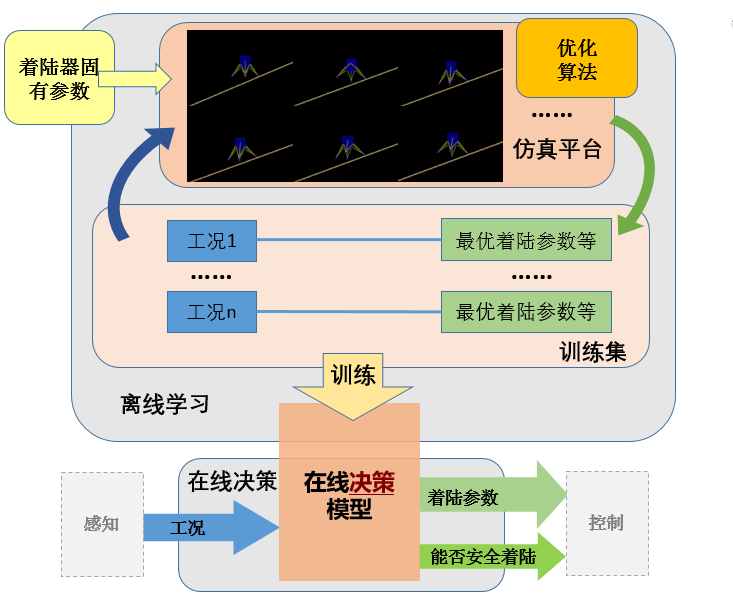 着陆器固
有参数
优化
算法
……
仿真平台
工况1
最优着陆参数等
……
……
工况n
最优着陆参数等
训练集
训练
离线学习
在线决策
在线决策
模型
感知
工况
着陆参数
能否安全着陆
控制